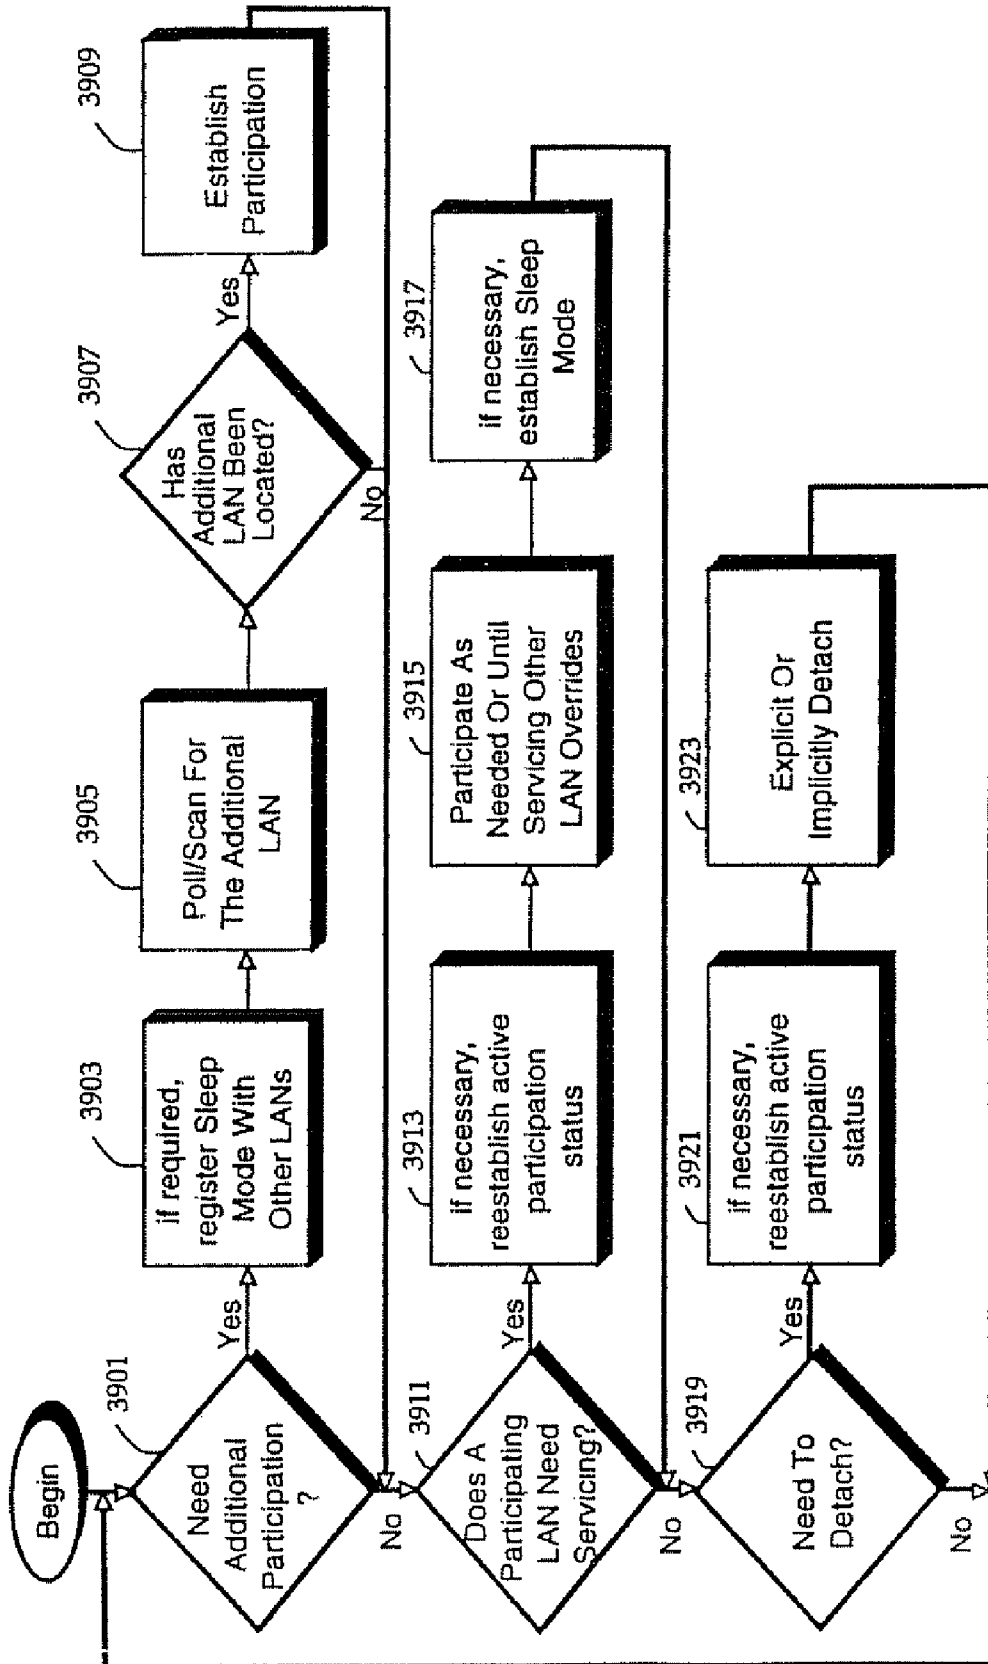 Begin
3901
Need
Additional
Participation
?
Yes
No
3903
if required,
register Sleep
Mode With
Other LANs
3905
Poll/Scan For
The Additional
LAN
3907
Has
Additional
LAN Been
Located?
Yes
No
3909
Establish
Participation
3911
Does A
Participating
LAN Need
Servicing?
Yes
No
3913
if necessary,
reestablish active
participation
status
3915
Participate As
Needed Or Until
Servicing Other
LAN Overrides
3917
if necessary,
establish Sleep
Mode
3919
Need To
Detach?
Yes
No
3921
if necessary,
reestablish active
participation
status
3923
Explicit Or
Implicitly Detach